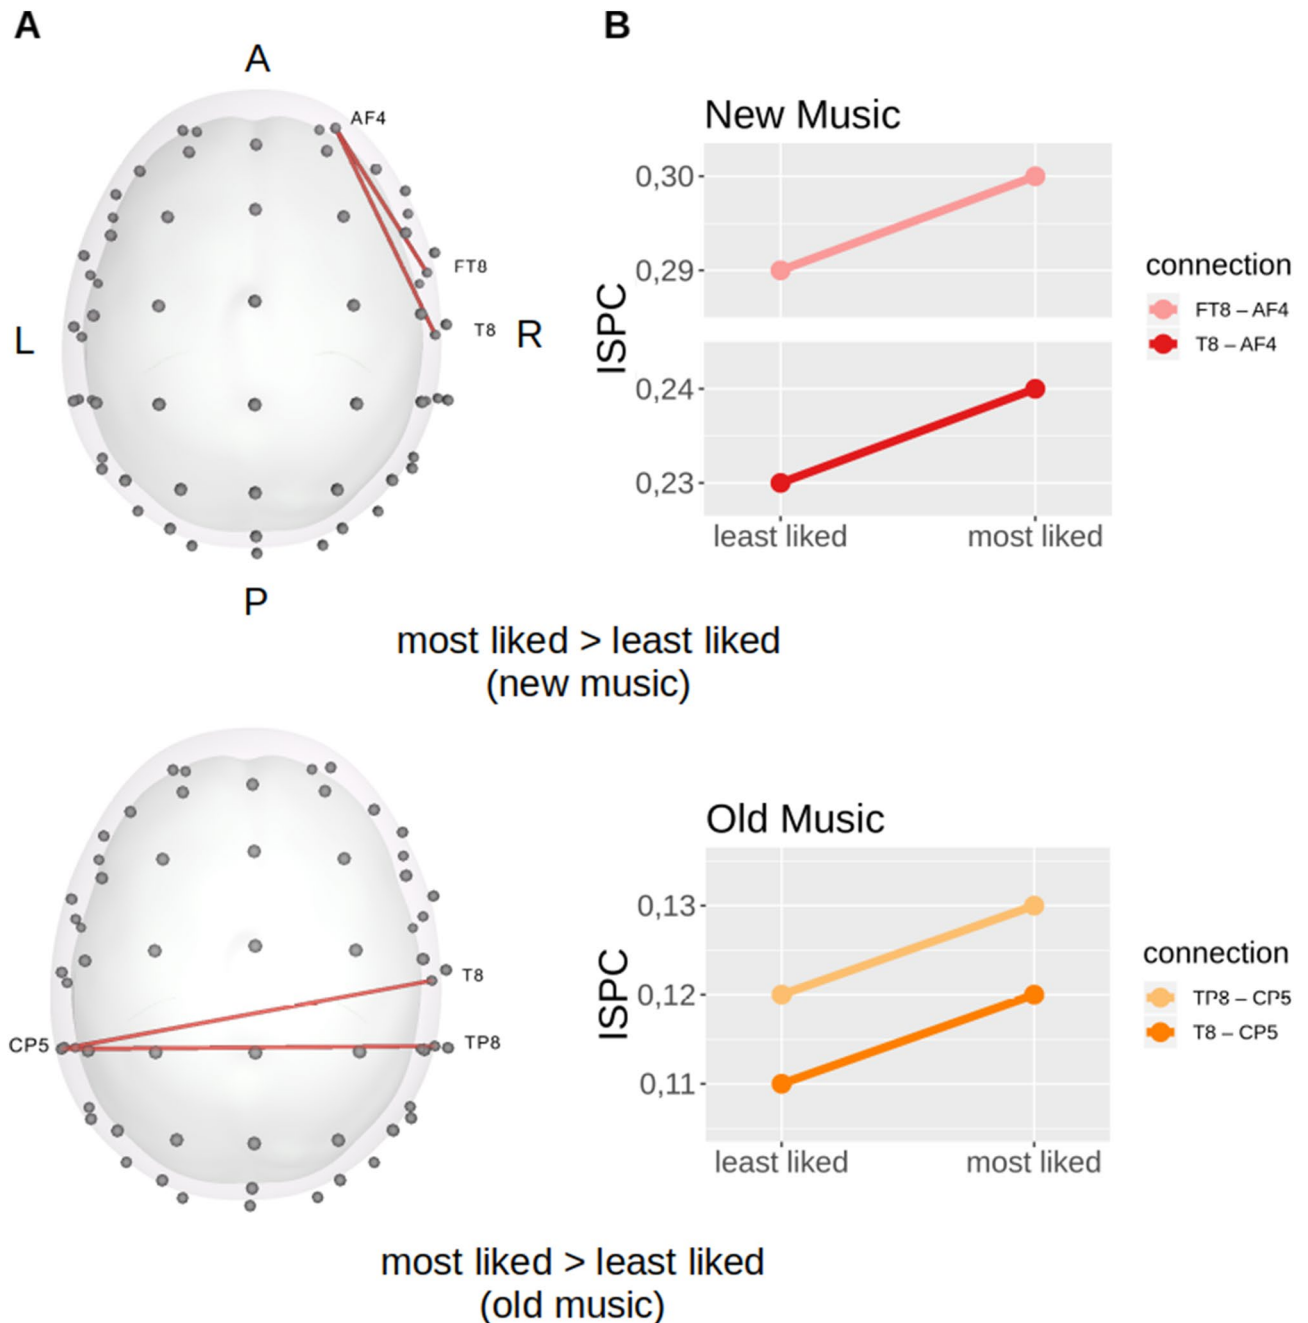 A
B
A
AF4
FT8
T8
L
R
P
New Music
0,30
0,29
ISPC
0,24
0,23
least liked
most liked
connection
FT8 – AF4
T8 – AF4
most liked > least liked
(new music)
T8
CP5
TP8
Old Music
0,13
0,12
0,11
ISPC
least liked
most liked
connection
TP8 – CP5
T8 – CP5
most liked > least liked
(old music)